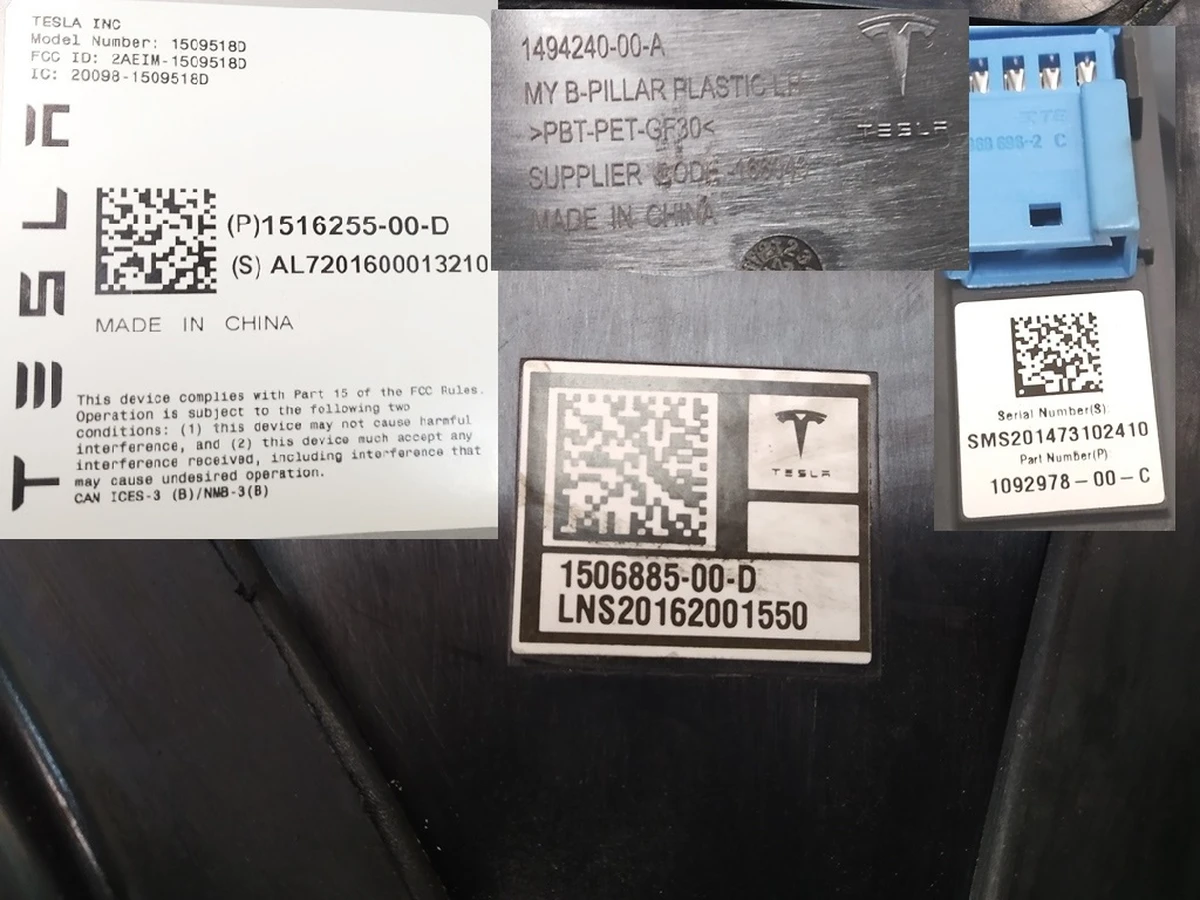 TESLA INC
Model Number: 1509518D
FCC ID: 2AEIM-1509518D
IC: 20098-1509518D
TESLA
(P)1516255-00-D
(S) AL7201600013210
MADE IN CHINA
This device complies with Part 15 of the FCC Rules.
Operation is subject to the following two
conditions: (1) this device may not cause harmful
interference, and (2) this device much accept any
interference received, including interference that
may cause undesired operation.
CAN ICES-3 (B)/NMB-3(B)
1494240-00-A
MY B-PILLAR PLASTIC LH
>PBT-PET-GF30<
SUPPLIER CODE
MADE IN CHINA
TESLA
-2 C
Serial Number(S):
SMS201473102410
Part Number(P)
1092978-00-C
TESLA
1506885-00-D
LNS20162001550